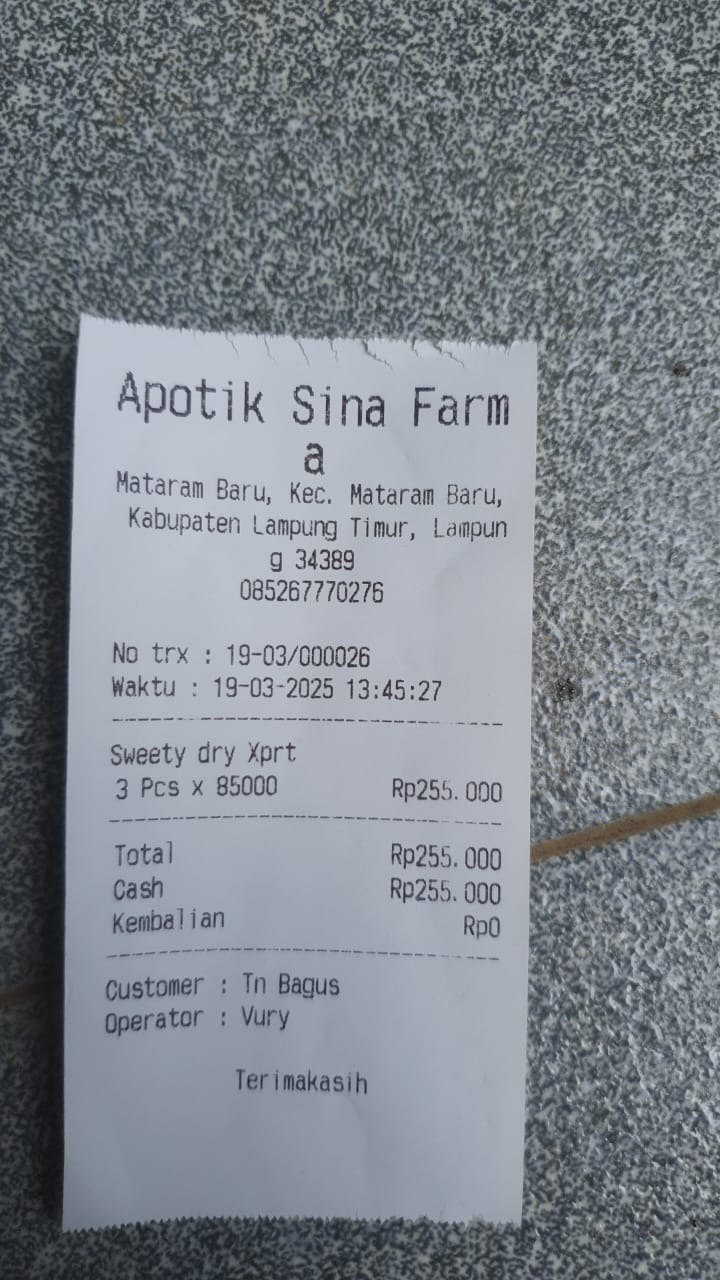 Apotik Sina Farm
a
Mataram Baru, Kec. Mataram Baru,
Kabupaten Lampung Timur, Lampun
g 34389
085267770276
No trx : 19-03/000026
Waktu : 19-03-2025 13:45:27
Sweety dry Xprt
3 Pcs x 85000 Rp255.000
Total Rp255.000
Cash Rp255.000
Kembalian Rp0
Customer : Tn Bagus
Operator : Vury
Terimakasih